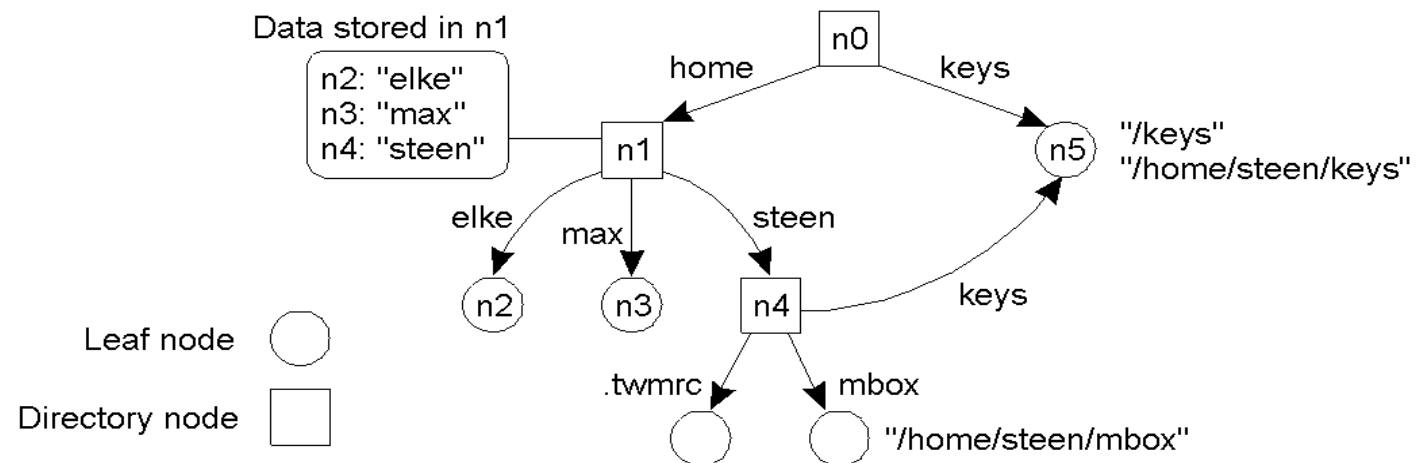 Data stored in n1
n2: "elke"
n3: "max"
n4: "steen"
n0
home
keys
n1
n5
"/keys"
"/home/steen/keys"
elke
max
steen
n2
n3
n4
keys
Leaf node
Directory node
.twmrc
mbox
"/home/steen/mbox"